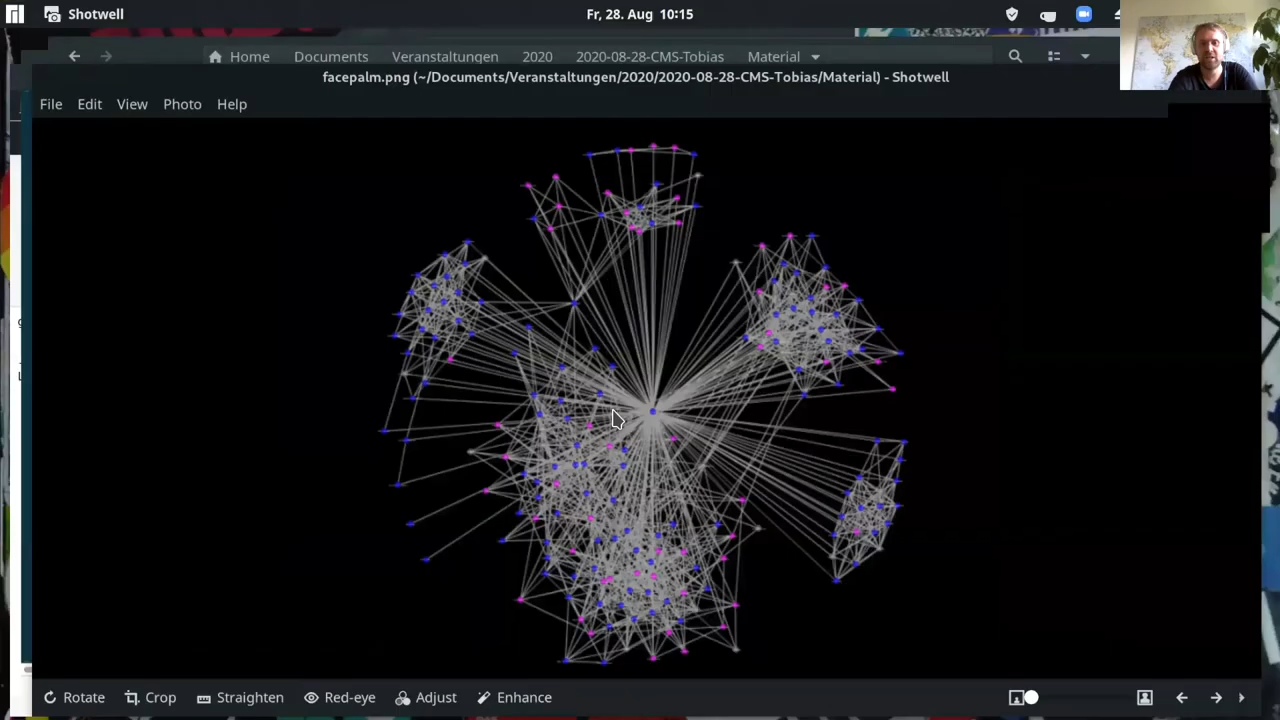 Shotwell
Fr, 28. Aug 10:15
Home Documents Veranstaltungen 2020 2020-08-28-CMS-Tobias Material
facepalm.png (~/Documents/Veranstaltungen/2020/2020-08-28-CMS-Tobias/Material) - Shotwell
File Edit View Photo Help
Rotate Crop Straighten Red-eye Adjust Enhance